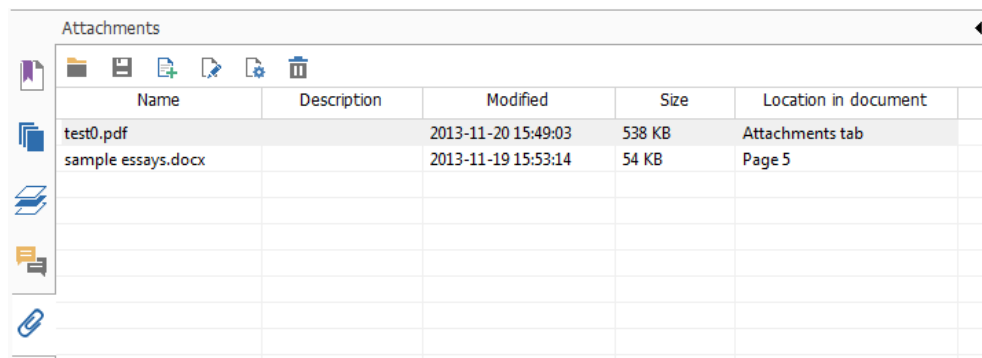 Attachments
Name Description Modified Size Location in document
test0.pdf 2013-11-20 15:49:03 538 KB Attachments tab
sample essays.docx 2013-11-19 15:53:14 54 KB Page 5